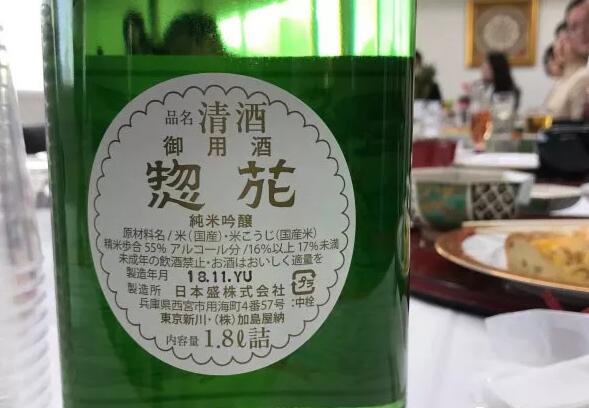 品名 清酒
御用酒
惣花
純米吟醸
原材料名/米(国産)・米こうじ(国産米)
精米歩合 55% アルコール分/16%以上 17%未満
未成年の飲酒禁止・お酒はおいしく適量を
製造年月 18.11.YU
製造所 日本盛株式会社
プラ
:中栓
兵庫県西宮市用海町4番57号
東京新川・(株)加島屋納
内容量 1.8ℓ詰